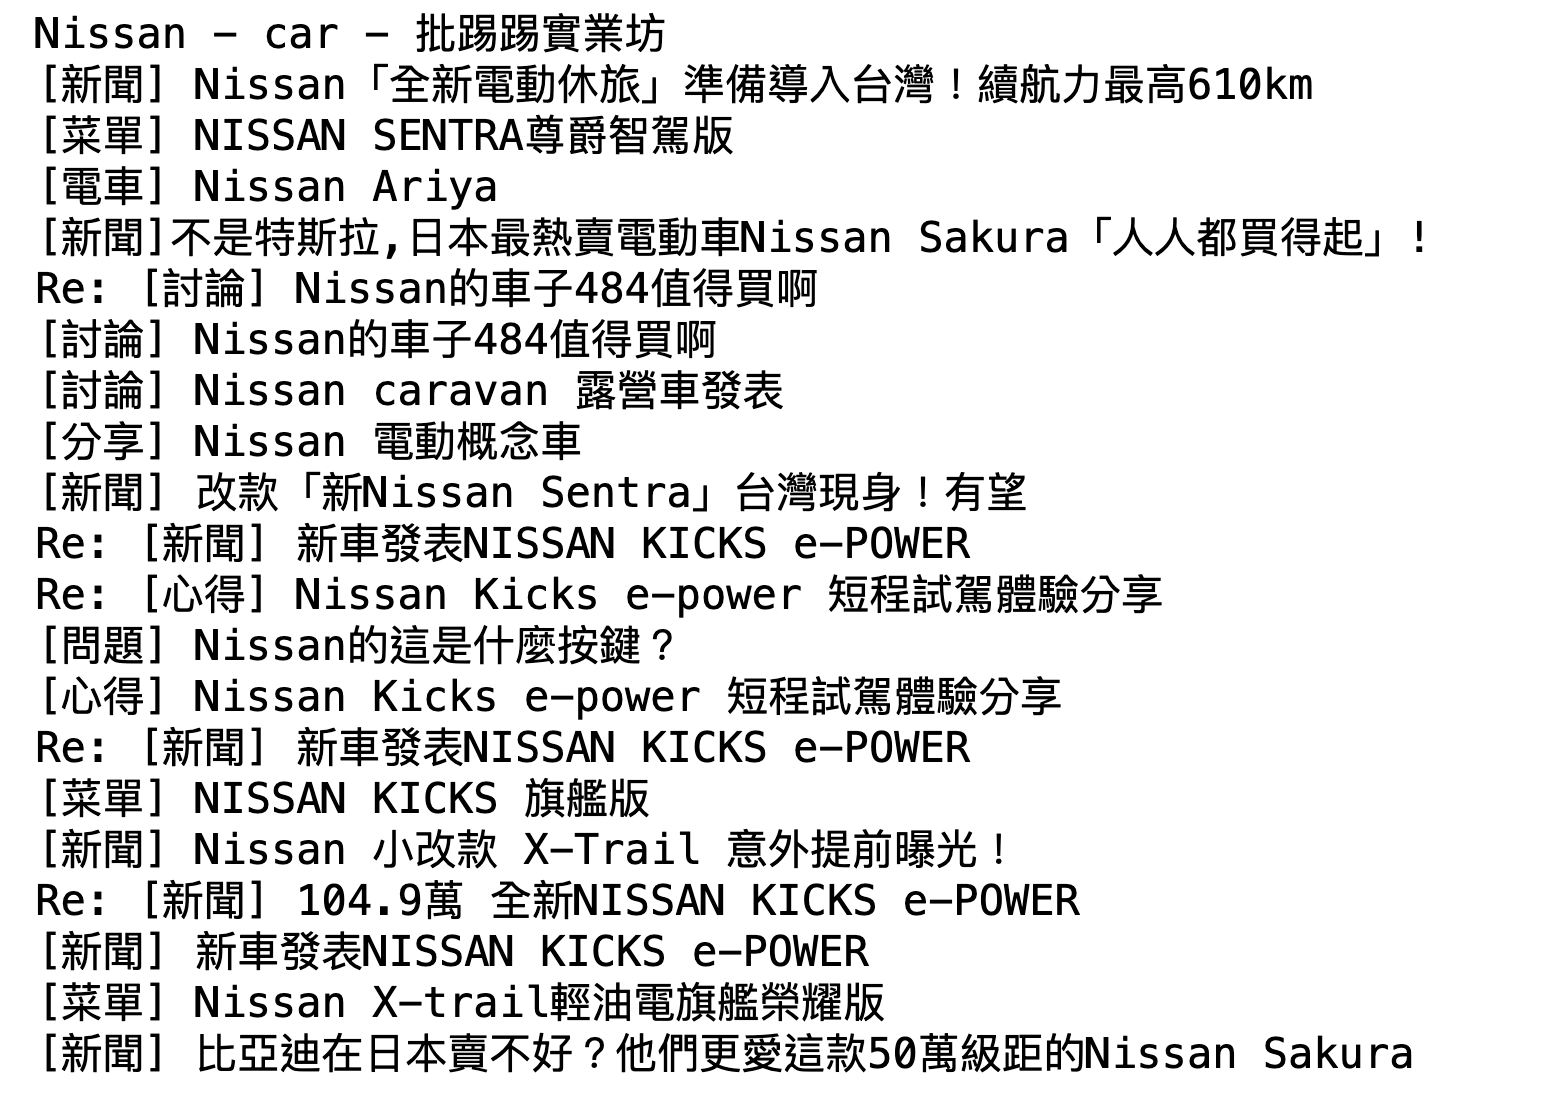 Nissan - car - 批踢踢實業坊
[新聞] Nissan「全新電動休旅」準備導入台灣！續航力最高610km
[菜單] NISSAN SENTRA尊爵智駕版
[電車] Nissan Ariya
[新聞]不是特斯拉,日本最熱賣電動車Nissan Sakura「人人都買得起」!
Re: [討論] Nissan的車子484值得買啊
[討論] Nissan的車子484值得買啊
[討論] Nissan caravan 露營車發表
[分享] Nissan 電動概念車
[新聞] 改款「新Nissan Sentra」台灣現身！有望
Re: [新聞] 新車發表NISSAN KICKS e-POWER
Re: [心得] Nissan Kicks e-power 短程試駕體驗分享
[問題] Nissan的這是什麼按鍵？
[心得] Nissan Kicks e-power 短程試駕體驗分享
Re: [新聞] 新車發表NISSAN KICKS e-POWER
[菜單] NISSAN KICKS 旗艦版
[新聞] Nissan 小改款 X-Trail 意外提前曝光！
Re: [新聞] 104.9萬 全新NISSAN KICKS e-POWER
[新聞] 新車發表NISSAN KICKS e-POWER
[菜單] Nissan X-trail輕油電旗艦榮耀版
[新聞] 比亞迪在日本賣不好？他們更愛這款50萬級距的Nissan Sakura